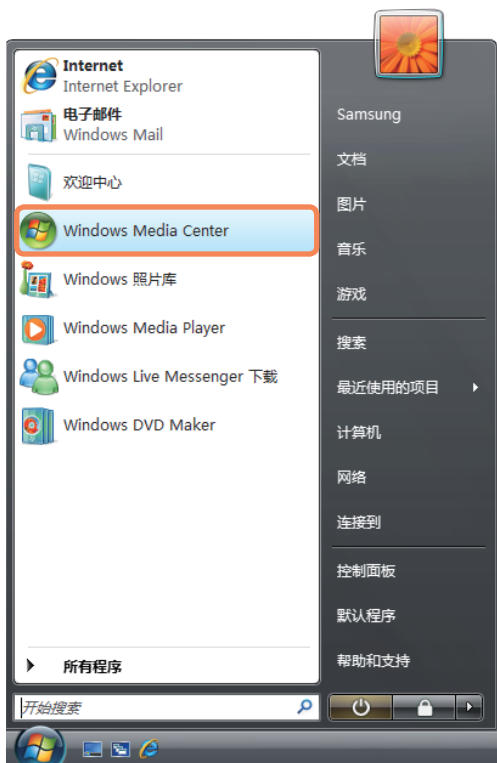 Internet
Internet Explorer
电子邮件
Windows Mail
欢迎中心
Windows Media Center
Windows 照片库
Windows Media Player
Windows Live Messenger 下载
Windows DVD Maker
所有程序
开始搜索
Samsung
文档
图片
音乐
游戏
搜索
最近使用的项目
计算机
网络
连接到
控制面板
默认程序
帮助和支持